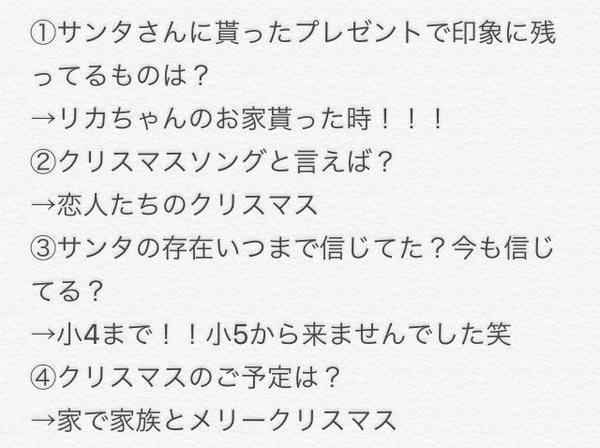 ①サンタさんに貰ったプレゼントで印象に残
ってるものは？
→リカちゃんのお家貰った時！！！
②クリスマスソングと言えば？
→恋人たちのクリスマス
③サンタの存在いつまで信じてた？今も信じ
てる？
→小4まで！！小5から来ませんでした笑
④クリスマスのご予定は？
→家で家族とメリークリスマス